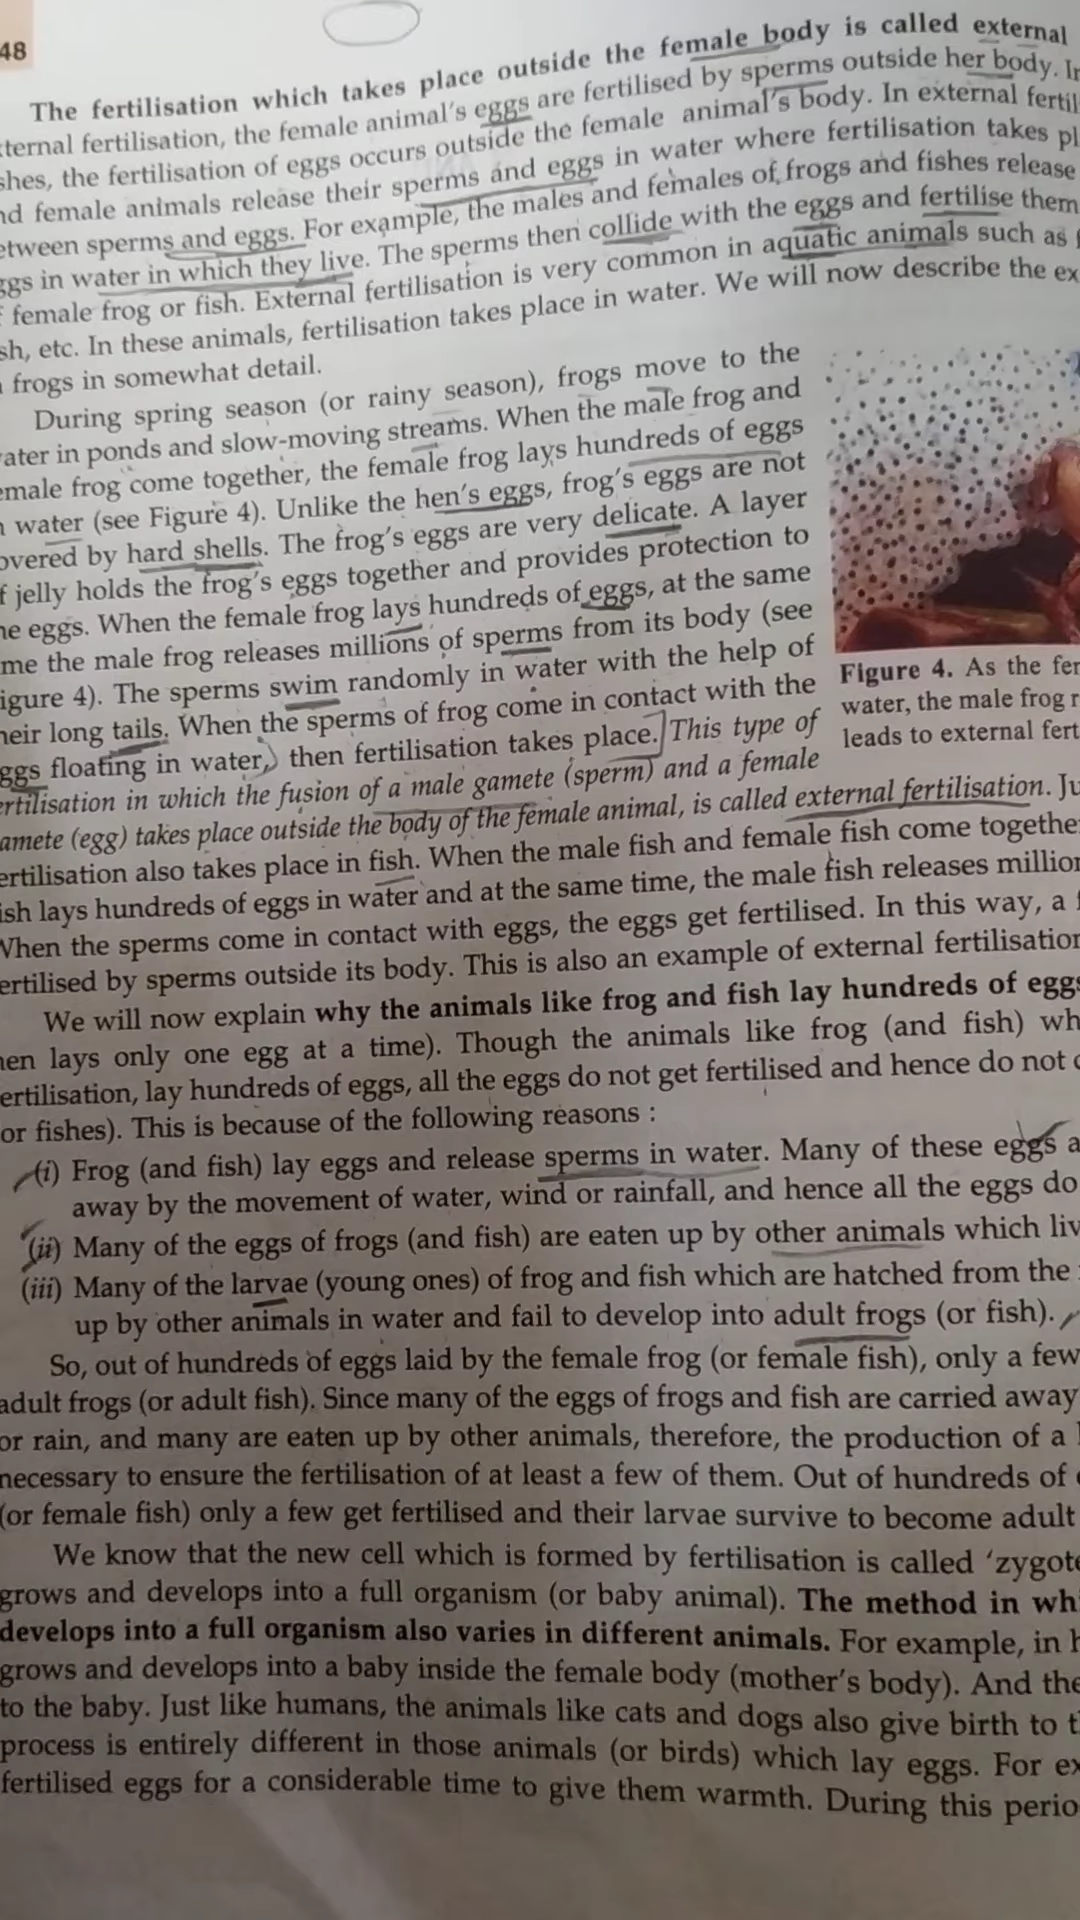 48
The fertilisation which takes place outside the female body is called external
ternal fertilisation, the female animal's eggs are fertilised by sperms outside her body. In
shes, the fertilisation of eggs occurs outside the female animal's body. In external fertil
nd female animals release their sperms and eggs in water where fertilisation takes pl
etween sperms and eggs. For example, the males and females of frogs and fishes release
ggs in water in which they live. The sperms then collide with the eggs and fertilise them
female frog or fish. External fertilisation is very common in aquatic animals such as
sh, etc. In these animals, fertilisation takes place in water. We will now describe the ex
frogs in somewhat detail.
During spring season (or rainy season), frogs move to the
ater in ponds and slow-moving streams. When the male frog and
emale frog come together, the female frog lays hundreds of eggs
n water (see Figure 4). Unlike the hen's eggs, frog's eggs are not
overed by hard shells. The frog's eggs are very delicate. A layer
f jelly holds the frog's eggs together and provides protection to
he eggs. When the female frog lays hundreds of eggs, at the same
me the male frog releases millions of sperms from its body (see
igure 4). The sperms swim randomly in water with the help of
heir long tails. When the sperms of frog come in contact with the
ggs floating in water, then fertilisation takes place. This type of
ertilisation in which the fusion of a male gamete (sperm) and a female
amete (egg) takes place outside the body of the female animal, is called external fertilisation. Ju
ertilisation also takes place in fish. When the male fish and female fish come together
ish lays hundreds of eggs in water and at the same time, the male fish releases million
When the sperms come in contact with eggs, the eggs get fertilised. In this way, a f
ertilised by sperms outside its body. This is also an example of external fertilisation
Figure 4. As the fer
water, the male frog r
leads to external fert
We will now explain why the animals like frog and fish lay hundreds of eggs
hen lays only one egg at a time). Though the animals like frog (and fish) wh
ertilisation, lay hundreds of eggs, all the eggs do not get fertilised and hence do not
or fishes). This is because of the following reasons :
(i) Frog (and fish) lay eggs and release sperms in water. Many of these eggs a
away by the movement of water, wind or rainfall, and hence all the eggs do
(ii) Many of the eggs of frogs (and fish) are eaten up by other animals which liv
(iii) Many of the larvae (young ones) of frog and fish which are hatched from the
up by other animals in water and fail to develop into adult frogs (or fish).
So, out of hundreds of eggs laid by the female frog (or female fish), only a few
adult frogs (or adult fish). Since many of the eggs of frogs and fish are carried away
or rain, and many are eaten up by other animals, therefore, the production of a
necessary to ensure the fertilisation of at least a few of them. Out of hundreds of
(or female fish) only a few get fertilised and their larvae survive to become adult
We know that the new cell which is formed by fertilisation is called 'zygote
grows and develops into a full organism (or baby animal). The method in whi
develops into a full organism also varies in different animals. For example, in h
grows and develops into a baby inside the female body (mother's body). And the
to the baby. Just like humans, the animals like cats and dogs also give birth to t
process is entirely different in those animals (or birds) which lay eggs. For ex
fertilised eggs for a considerable time to give them warmth. During this perio